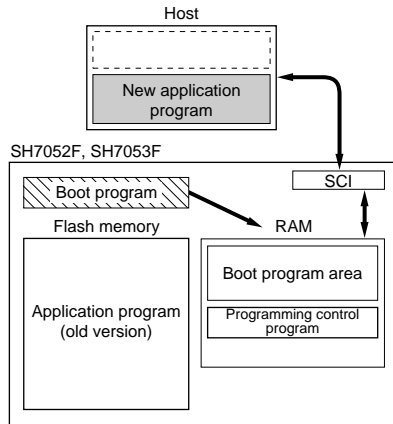 Host
New application
program
SH7052F, SH7053F
SCI
Boot program
Flash memory
RAM
Boot program area
Application program
(old version)
Programming control
program